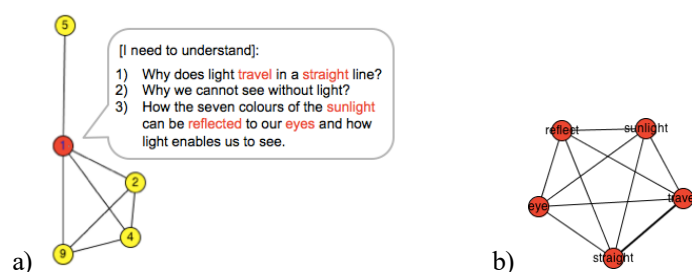 5
[I need to understand]:
1) Why does light travel in a straight line?
2) Why we cannot see without light?
3) How the seven colours of the sunlight
can be reflected to our eyes and how
light enables us to see.
1
2
4
9
a)
reflect
sunlight
eye
trave
straight
b)